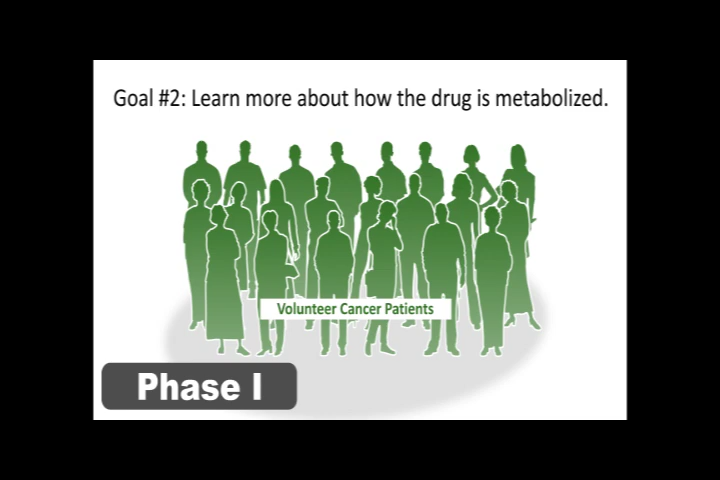 Goal #2: Learn more about how the drug is metabolized.
Volunteer Cancer Patients
Phase I